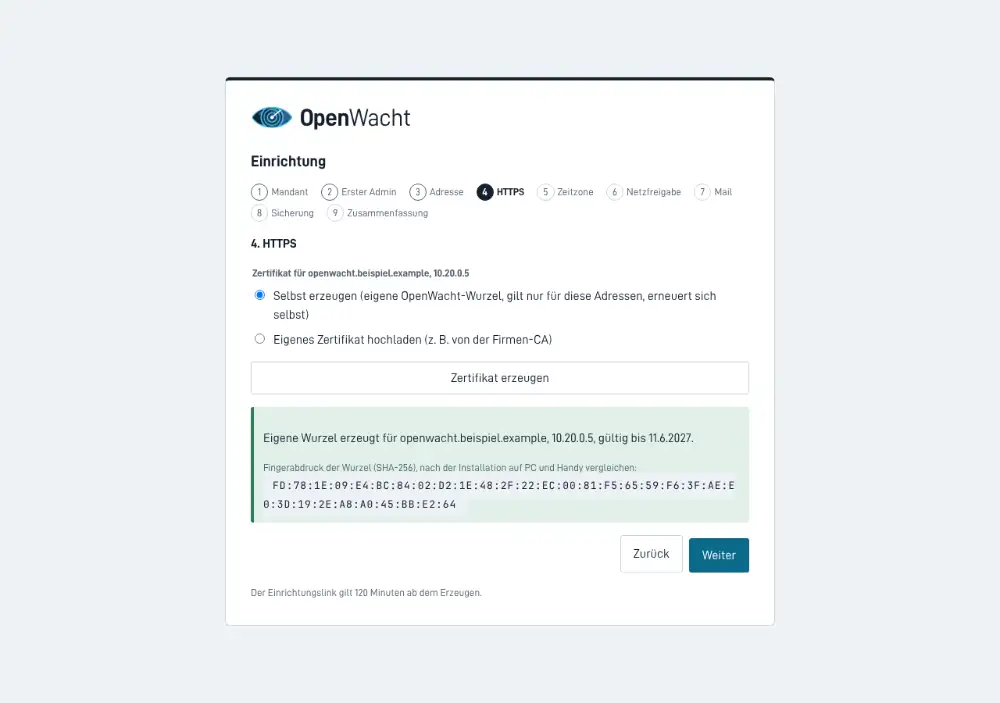 OpenWacht
Einrichtung
1 Mandant 2 Erster Admin 3 Adresse 4 HTTPS 5 Zeitzone 6 Netzfreigabe 7 Mail
8 Sicherung 9 Zusammenfassung
4. HTTPS
Zertifikat für openwacht.beispiel.example, 10.20.0.5
Selbst erzeugen (eigene OpenWacht-Wurzel, gilt nur für diese Adressen, erneuert sich
selbst)
Eigenes Zertifikat hochladen (z. B. von der Firmen-CA)
Zertifikat erzeugen
Eigene Wurzel erzeugt für openwacht.beispiel.example, 10.20.0.5, gültig bis 11.6.2027.
Fingerabdruck der Wurzel (SHA-256), nach der Installation auf PC und Handy vergleichen:
FD:78:1E:09:E4:BC:84:02:D2:1E:48:2F:22:EC:00:81:F5:65:59:F6:3F:AE:E
0:3D:19:2E:A8:A0:45:BB:E2:64
Zurück Weiter
Der Einrichtungslink gilt 120 Minuten ab dem Erzeugen.